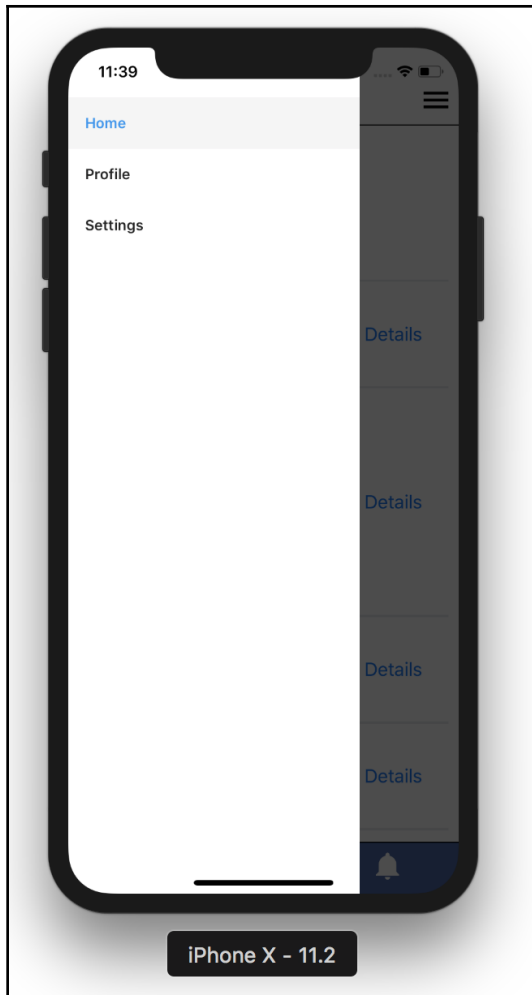 11:39
Home
Profile
Settings
Details
Details
Details
Details
iPhone X - 11.2